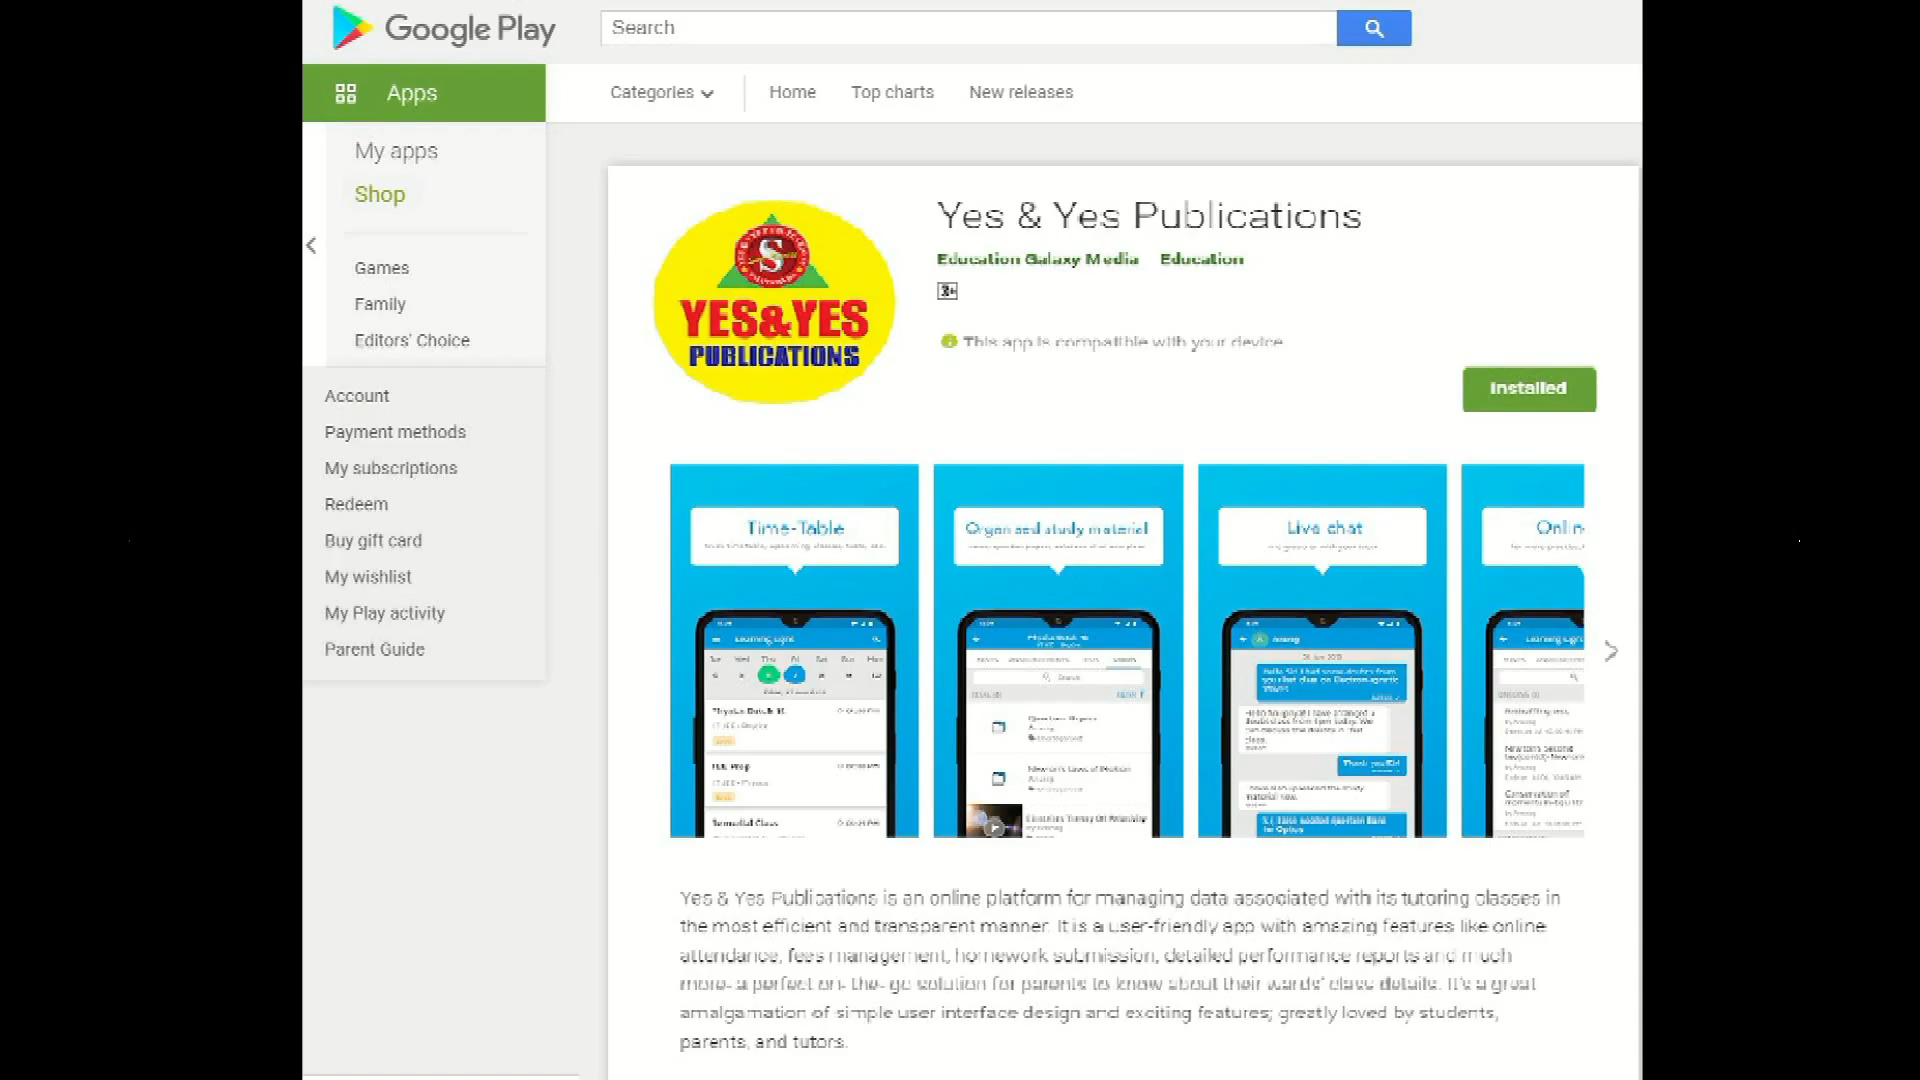 Google Play
Search
Apps
Categories
Home
Top charts
New releases
My apps
Shop
Games
Family
Editors' Choice
Account
Payment methods
My subscriptions
Redeem
Buy gift card
My wishlist
My Play activity
Parent Guide
S
YES&YES
PUBLICATIONS
Yes & Yes Publications
Education Galaxy Media Education
3+
This app is compatible with your device
Installed
Time-Table
Organised study material
Live chat
Onlin
Search
Thank you Sir!
Yes & Yes Publications is an online platform for managing data associated with its tutoring classes in
the most efficient and transparent manner. It is a user-friendly app with amazing features like online
attendance, fees management, homework submission, detailed performance reports and much
more- a perfect on- the- go solution for parents to know about their wards' class details. It's a great
amalgamation of simple user interface design and exciting features; greatly loved by students,
parents, and tutors.